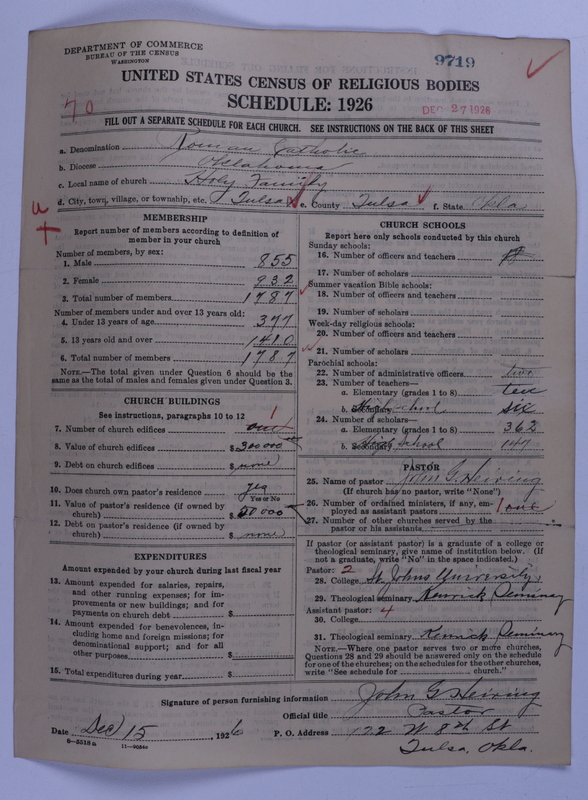 DEPARTMENT OF COMMERCE
BUREAU OF THE CENSUS
WASHINGTON
9719
UNITED STATES CENSUS OF RELIGIOUS BODIES
SCHEDULE: 1926
70
DEC 27 1926
FILL OUT A SEPARATE SCHEDULE FOR EACH CHURCH. SEE INSTRUCTIONS ON THE BACK OF THIS SHEET
a. Denomination Roman Catholic
b. Diocese Oklahoma
c. Local name of church Holy Family
d. City, town, village, or township, etc. Tulsa e. County Tulsa f. State Okla
MEMBERSHIP
Report number of members according to definition of member in your church
Number of members, by sex:
1. Male 855
2. Female 932
3. Total number of members 1787
Number of members under and over 13 years old:
4. Under 13 years of age 377
5. 13 years old and over 1410
6. Total number of members 1787
NOTE.—The total given under Question 6 should be the
same as the total of males and females given under Question 3.
CHURCH BUILDINGS
See instructions, paragraphs 10 to 12
7. Number of church edifices one 1
8. Value of church edifices $300000
9. Debt on church edifices $none
10. Does church own pastor's residence yes
Yes or No
11. Value of pastor's residence (if owned by
church) $50000
12. Debt on pastor's residence (if owned by
church) $none
EXPENDITURES
Amount expended by your church during last fiscal year
13. Amount expended for salaries, repairs,
and other running expenses; for im-
provements or new buildings; and for
payments on church debt $
14. Amount expended for benevolences, in-
cluding home and foreign missions; for
denominational support; and for all
other purposes $
15. Total expenditures during year $
CHURCH SCHOOLS
Report here only schools conducted by this church
Sunday schools:
16. Number of officers and teachers
17. Number of scholars
Summer vacation Bible schools:
18. Number of officers and teachers
19. Number of scholars
Week-day religious schools:
20. Number of officers and teachers
21. Number of scholars
Parochial schools:
22. Number of administrative officers two
23. Number of teachers—
a. Elementary (grades 1 to 8) ten
b. Secondary High school six
24. Number of scholars—
a. Elementary (grades 1 to 8) 362
b. Secondary High School 147
PASTOR
25. Name of pastor John G. Heiring
(If church has no pastor, write "None")
26. Number of ordained ministers, if any, em-
ployed as assistant pastors 1 one
27. Number of other churches served by the
pastor or his assistants
If pastor (or assistant pastor) is a graduate of a college or
theological seminary, give name of institution below. (If
not a graduate, write "No" in the space indicated.)
Pastor: 2
28. College St. Johns University
29. Theological seminary Kenrick Seminary
Assistant pastor: 4
30. College
31. Theological seminary Kenrick Seminary
NOTE.—Where one pastor serves two or more churches,
Questions 28 and 29 should be answered only on the schedule
for one of the churches; on the schedules for the other churches,
write "See schedule for ........ church."
Signature of person furnishing information John G Heiring
Official title Pastor
Date Dec 15, 1926 P. O. Address 122 W 8th St
8-5518a 11-9034a Tulsa, Okla.